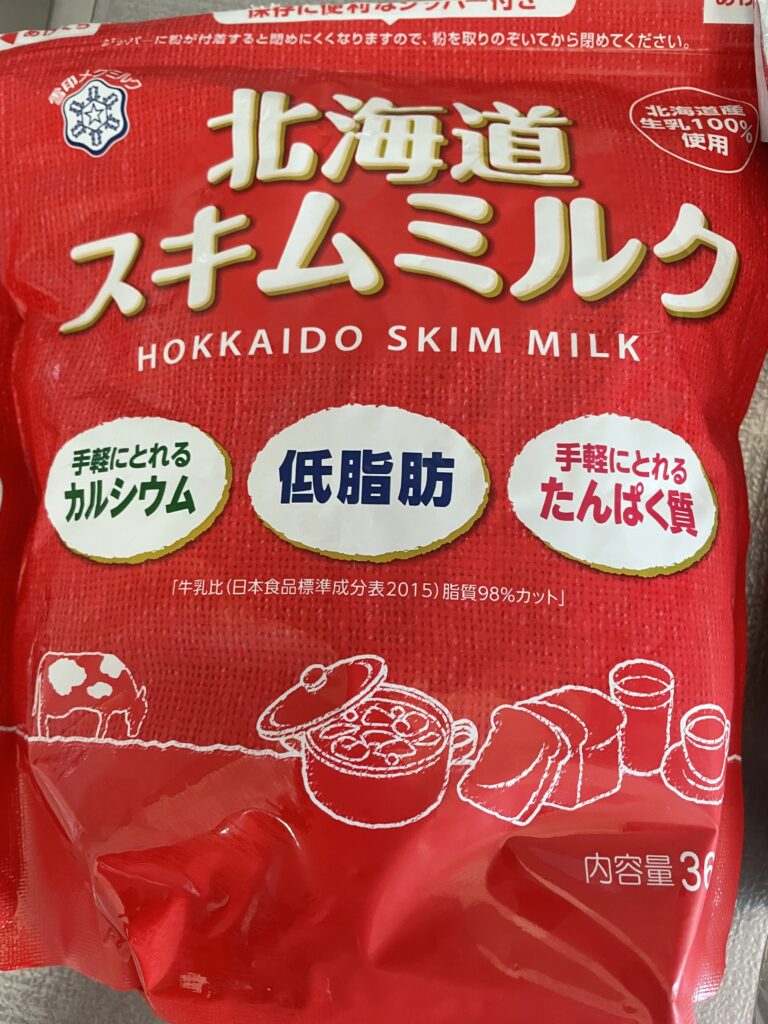 保存に便利なジッパー付き
ジッパーに粉が付着すると閉めにくくなりますので、粉を取りのぞいてから閉めてください。
雪印メグミルク
北海道
スキムミルク
HOKKAIDO SKIM MILK
北海道産
生乳100%
使用
手軽にとれる
カルシウム
低脂肪
手軽にとれる
たんぱく質
「牛乳比(日本食品標準成分表2015)脂質98%カット」
内容量36